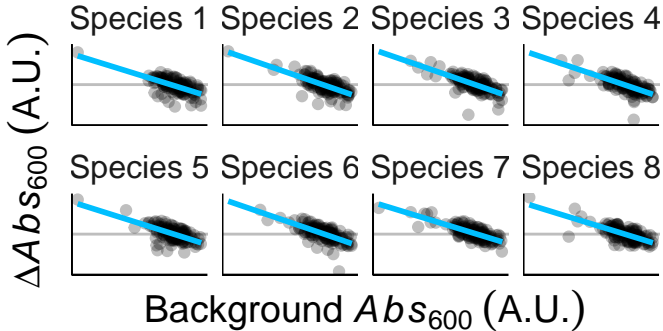 Species 1 Species 2 Species 3 Species 4
ΔAbs600 (A.U.)
Species 5 Species 6 Species 7 Species 8
Background Abs600 (A.U.)